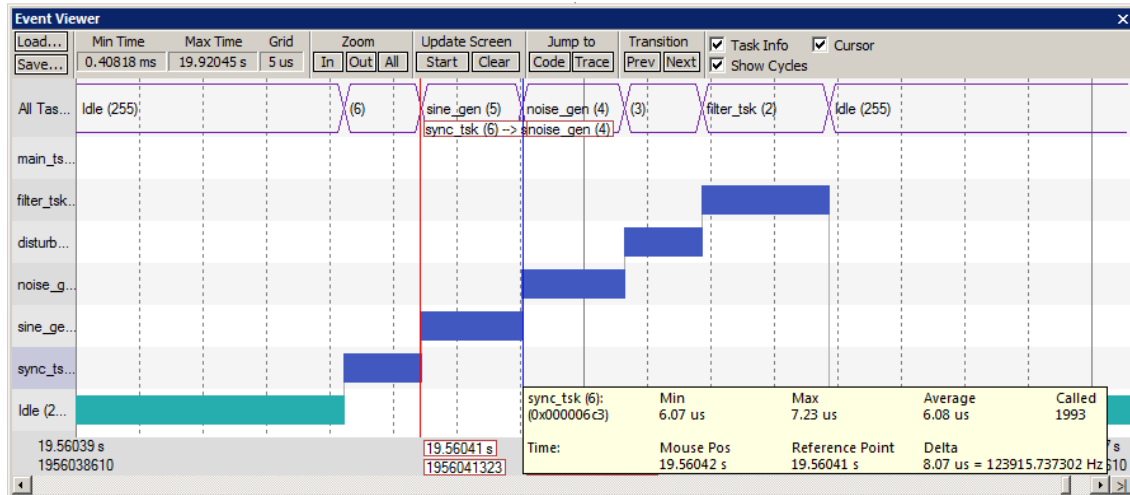 Event Viewer
Load... Min Time Max Time Grid Zoom Update Screen Jump to Transition Task Info Cursor
Save... 0.40818 ms 19.92045 s 5 us In Out All Start Clear Code Trace Prev Next Show Cycles
All Tas... Idle (255) (6) sine_gen (5) noise_gen (4) (3) filter_tsk (2) Idle (255)
sync_tsk (6) --> noise_gen (4)
main_ts...
filter_tsk...
disturb...
noise_g...
sine_ge...
sync_ts...
Idle (2...
sync_tsk (6): Min Max Average Called
(0x000006c3) 6.07 us 7.23 us 6.08 us 1993
Time: Mouse Pos Reference Point Delta
19.56042 s 19.56041 s 8.07 us = 123915.737302 Hz
19.56039 s 19.56041 s
1956038610 1956041323